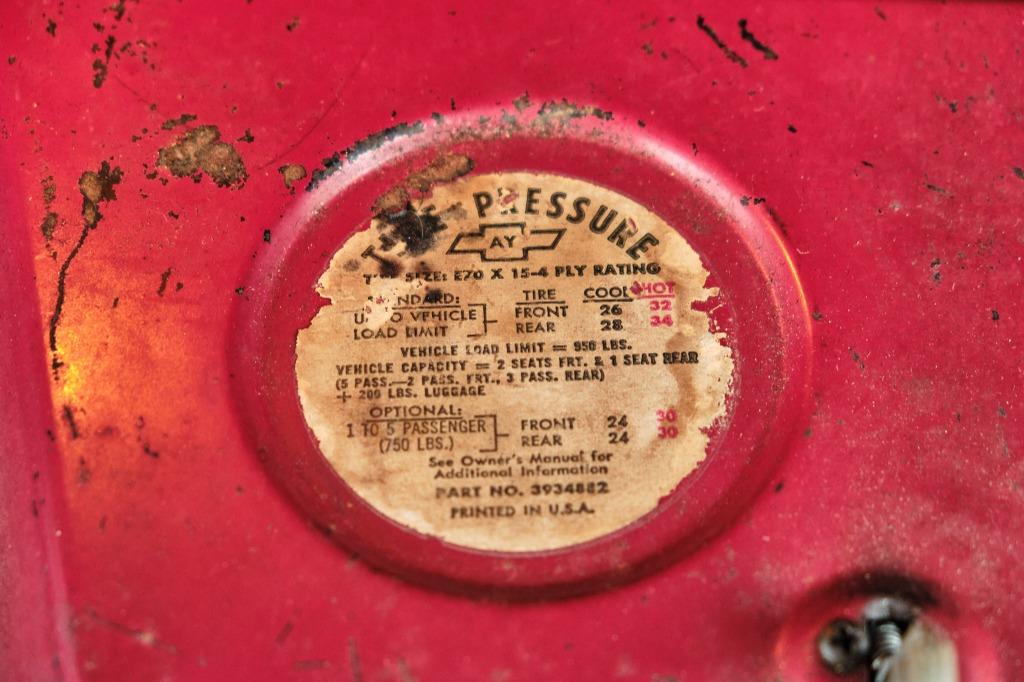 PRESSURE
AY
SIZE: E70 X 15-4 PLY RATING
TIRE COOL HOT
UP TO VEHICLE FRONT 26 32
LOAD LIMIT REAR 28 34
VEHICLE LOAD LIMIT = 950 LBS.
VEHICLE CAPACITY = 2 SEATS FRT. & 1 SEAT REAR
(5 PASS.—2 PASS. FRT., 3 PASS. REAR)
+ 200 LBS. LUGGAGE
OPTIONAL:
1 TO 5 PASSENGER FRONT 24 30
(750 LBS.) REAR 24 30
See Owner's Manual for
Additional Information
PART NO. 3934882
PRINTED IN U.S.A.